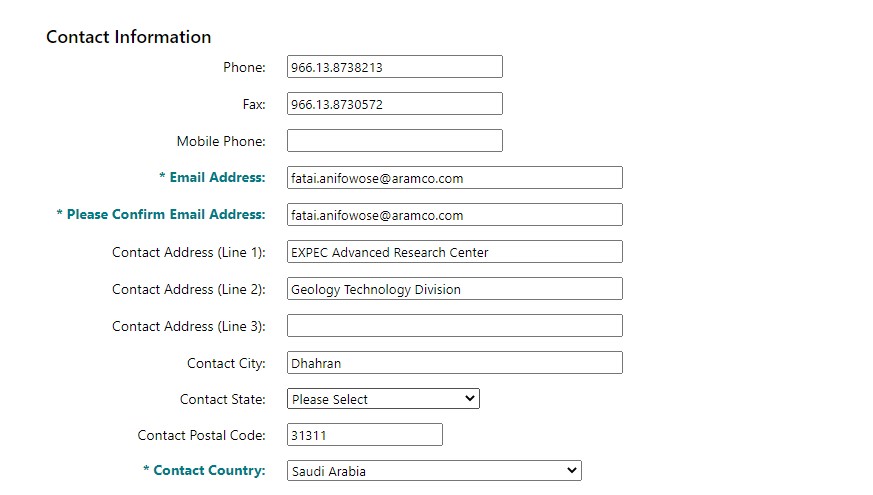 Contact Information
Phone: 966.13.8738213
Fax: 966.13.8730572
Mobile Phone:
* Email Address: fatai.anifowose@aramco.com
* Please Confirm Email Address: fatai.anifowose@aramco.com
Contact Address (Line 1): EXPEC Advanced Research Center
Contact Address (Line 2): Geology Technology Division
Contact Address (Line 3):
Contact City: Dhahran
Contact State: Please Select
Contact Postal Code: 31311
* Contact Country: Saudi Arabia